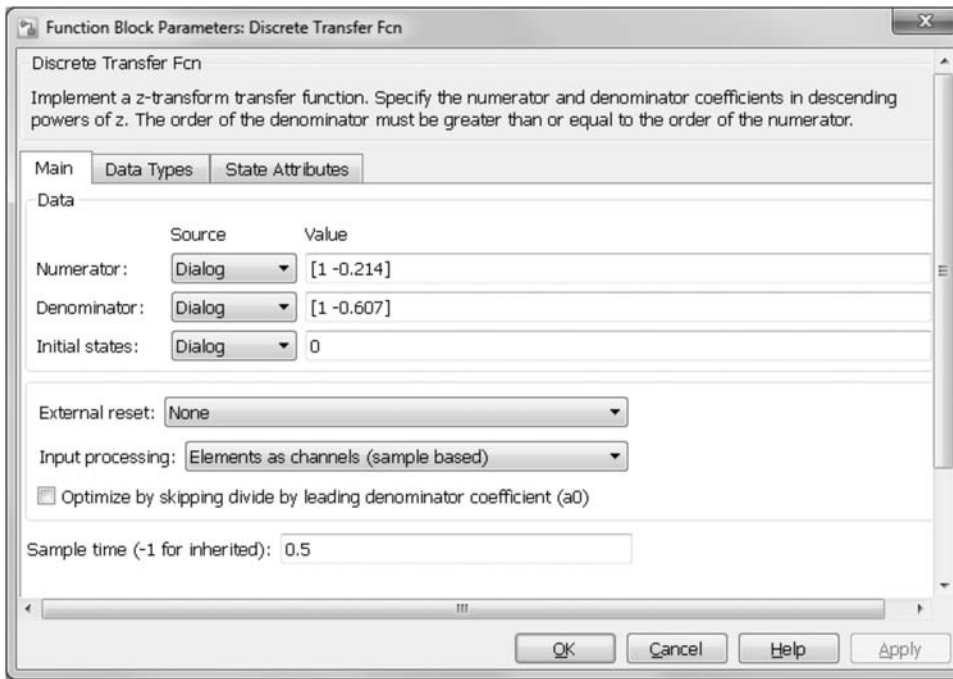 Function Block Parameters: Discrete Transfer Fcn
Discrete Transfer Fcn
Implement a z-transform transfer function. Specify the numerator and denominator coefficients in descending
powers of z. The order of the denominator must be greater than or equal to the order of the numerator.
Main Data Types State Attributes
Data
Source Value
Numerator: Dialog [1 -0.214]
Denominator: Dialog [1 -0.607]
Initial states: Dialog 0
External reset: None
Input processing: Elements as channels (sample based)
Optimize by skipping divide by leading denominator coefficient (a0)
Sample time (-1 for inherited): 0.5
OK Cancel Help Apply